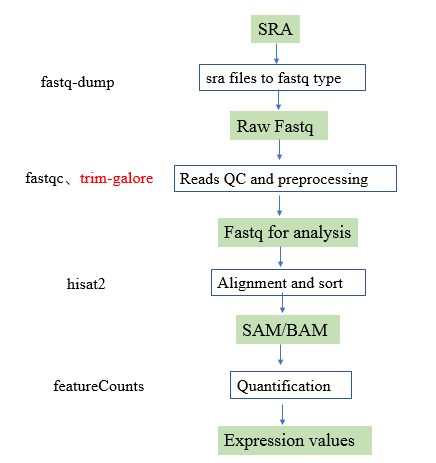 SRA
fastq-dump
sra files to fastq type
Raw Fastq
fastqc、trim-galore
Reads QC and preprocessing
Fastq for analysis
hisat2
Alignment and sort
SAM/BAM
featureCounts
Quantification
Expression values